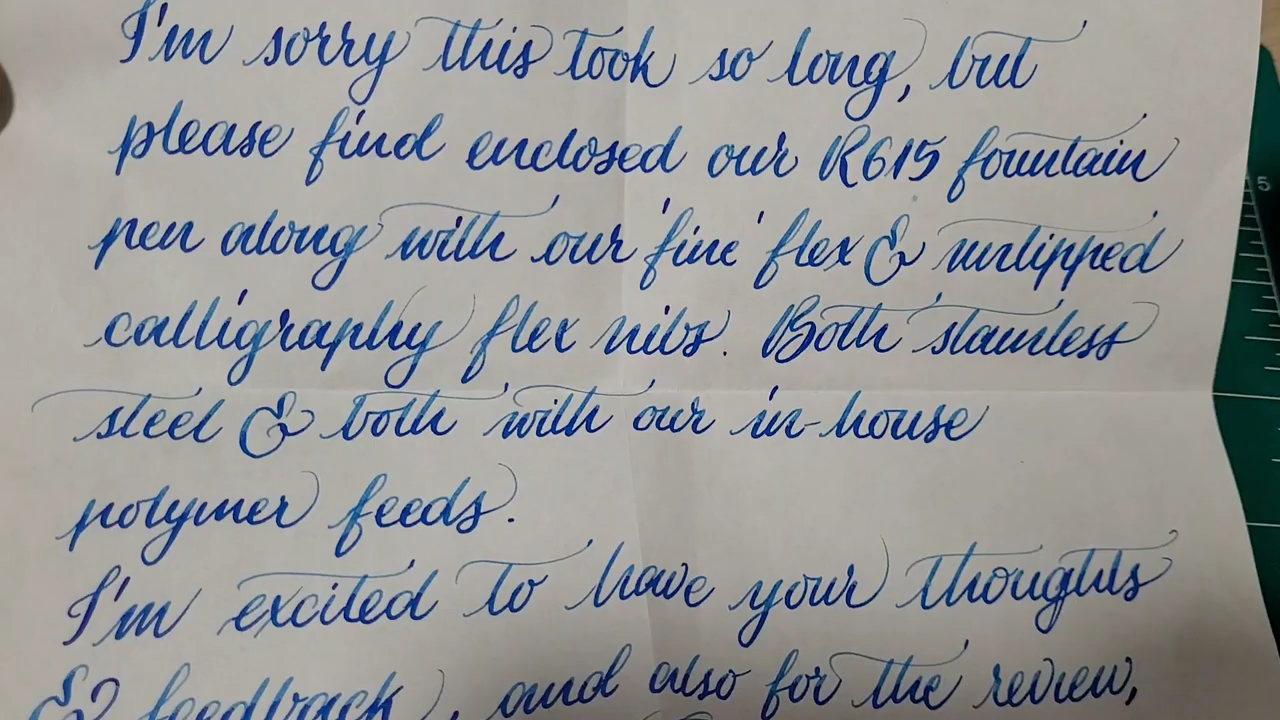 I'm sorry this took so long, but
please find enclosed our R615 fountain
pen along with our 'fine' flex & untipped
calligraphy flex nibs. Both stainless
steel & both with our in-house
polymer feeds.
I'm excited to have your thoughts
& feedback, and also for the review,
5